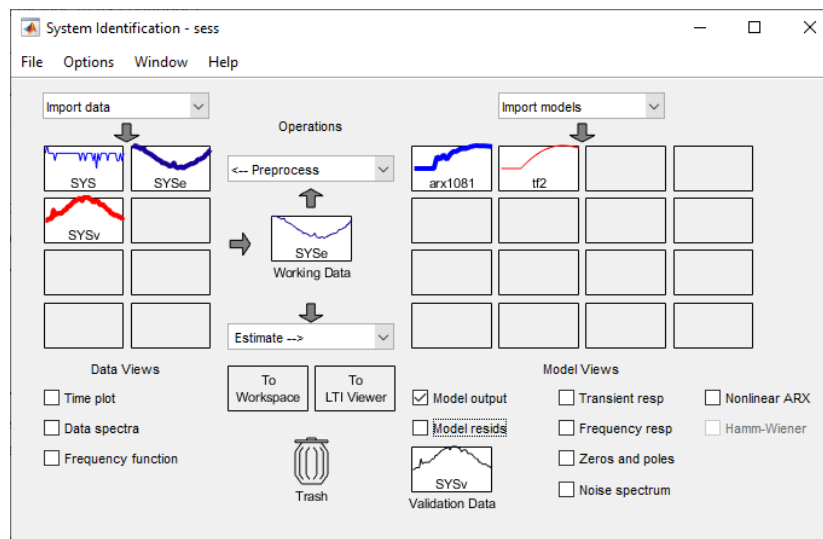 System Identification - sess
File Options Window Help
Import data
Operations
Import models
SYS
SYSe
<-- Preprocess
arx1081
tf2
SYSv
SYSe
Working Data
Estimate -->
Data Views
Model Views
To
Workspace
To
LTI Viewer
Time plot
Data spectra
Frequency function
Trash
Model output
Model resids
SYSv
Validation Data
Transient resp
Frequency resp
Zeros and poles
Noise spectrum
Nonlinear ARX
Hamm-Wiener